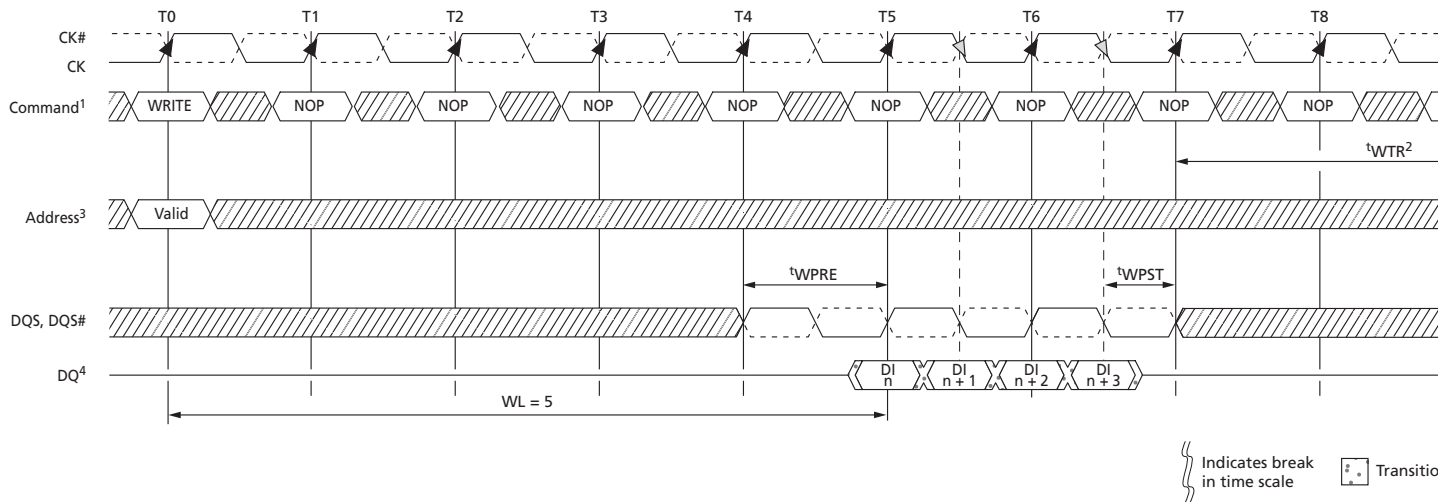 T0 T1 T2 T3 T4 T5 T6 T7 T8
CK#
CK
Command¹ WRITE NOP NOP NOP NOP NOP NOP NOP NOP
ᵗWTR²
Address³ Valid
ᵗWPRE ᵗWPST
DQS, DQS#
DQ⁴ DI n DI n + 1 DI n + 2 DI n + 3
WL = 5
Indicates break
in time scale
Transitio